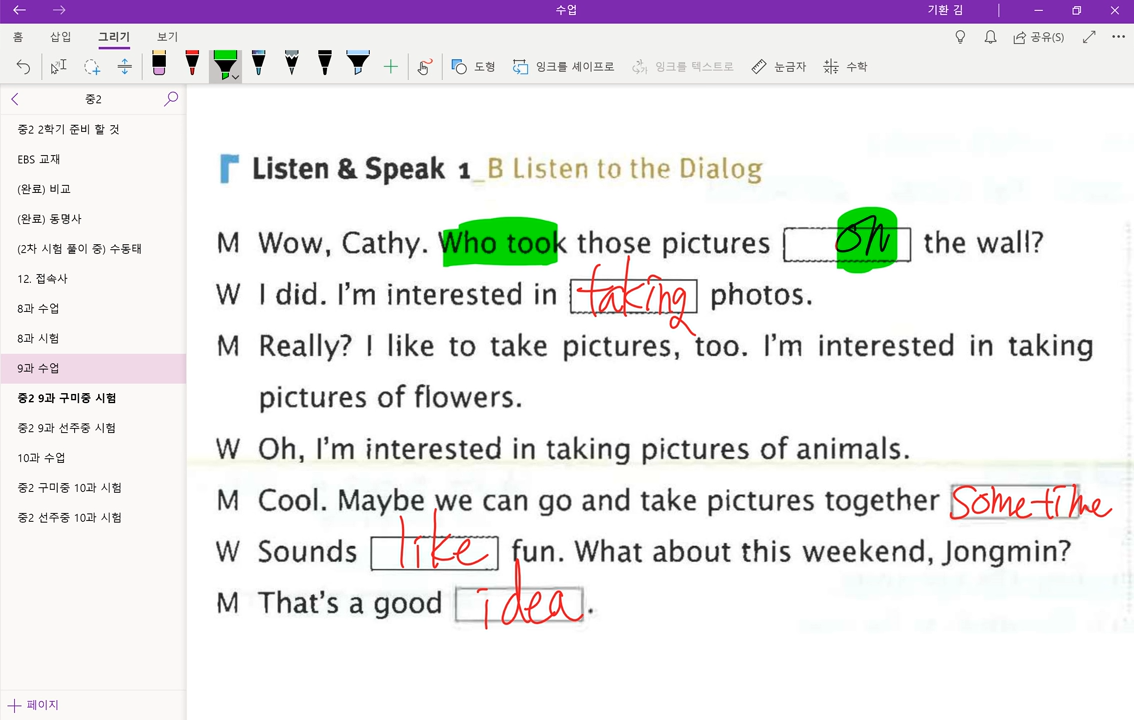 수업
기환 김
홈 삽입 그리기 보기
공유(S)
도형 잉크를 셰이프로 잉크를 텍스트로 눈금자 수학
중2
중2 2학기 준비 할 것
EBS 교재
(완료) 비교
(완료) 동명사
(2차 시험 풀이 중) 수동태
12. 접속사
8과 수업
8과 시험
9과 수업
중2 9과 구미중 시험
중2 9과 선주중 시험
10과 수업
중2 구미중 10과 시험
중2 선주중 10과 시험
페이지
Listen & Speak 1_B Listen to the Dialog
M Wow, Cathy. Who took those pictures on the wall?
W I did. I'm interested in taking photos.
M Really? I like to take pictures, too. I'm interested in taking
pictures of flowers.
W Oh, I'm interested in taking pictures of animals.
M Cool. Maybe we can go and take pictures together sometime
W Sounds like fun. What about this weekend, Jongmin?
M That's a good idea.